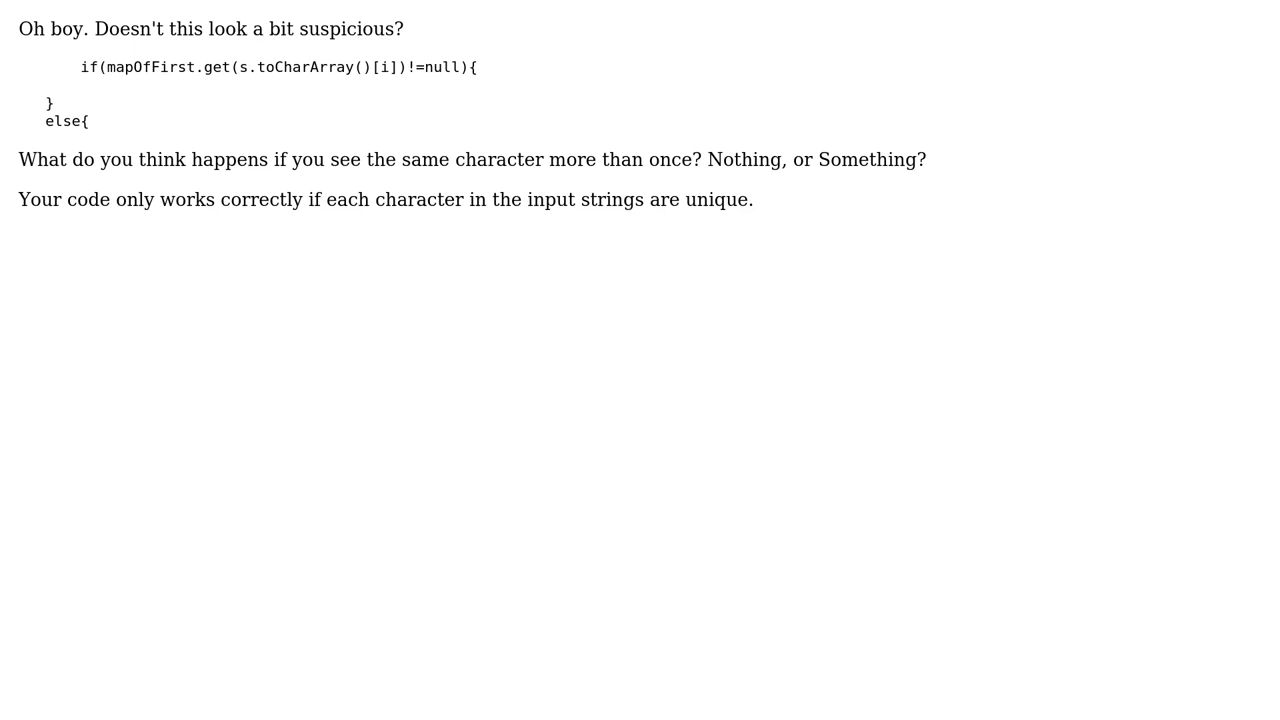 Oh boy. Doesn't this look a bit suspicious?
if(mapOfFirst.get(s.toCharArray()[i])!=null){
}
else{
What do you think happens if you see the same character more than once? Nothing, or Something?
Your code only works correctly if each character in the input strings are unique.